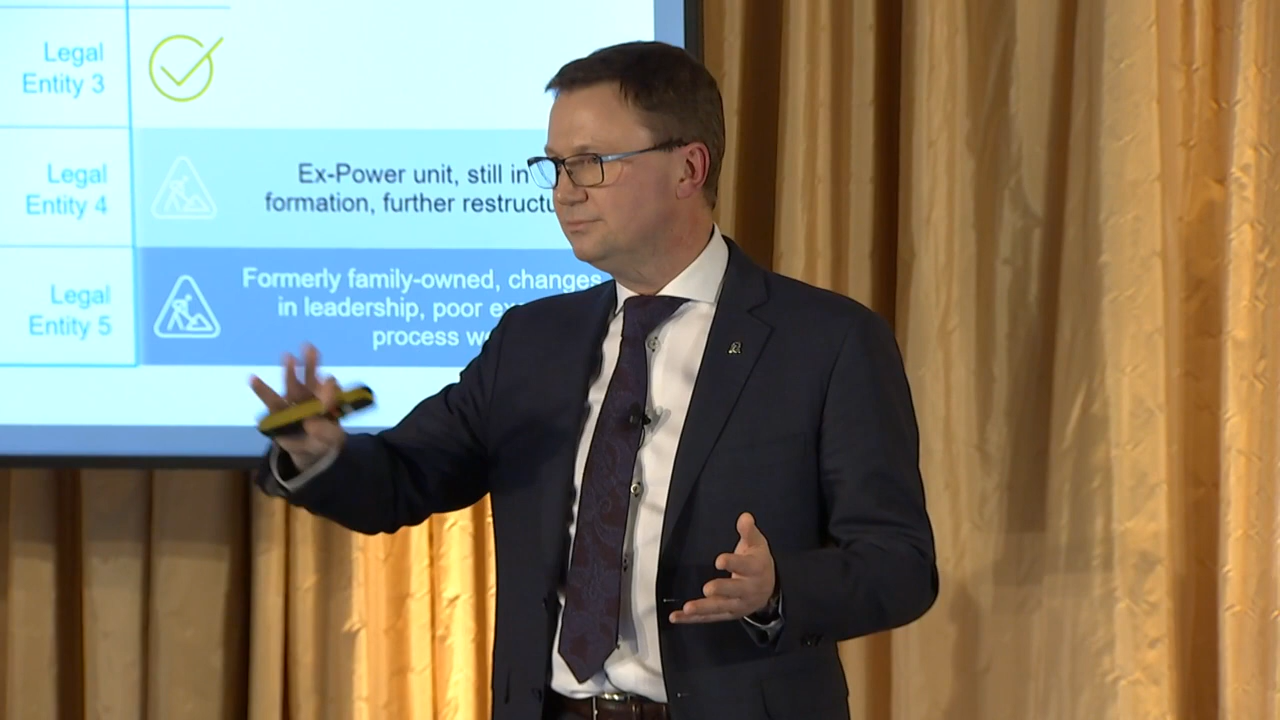 Legal
Entity 3
Legal
Entity 4
Ex-Power unit, still in
formation, further
Legal
Entity 5
Formerly family-owned, changes
in leadership, poor
process